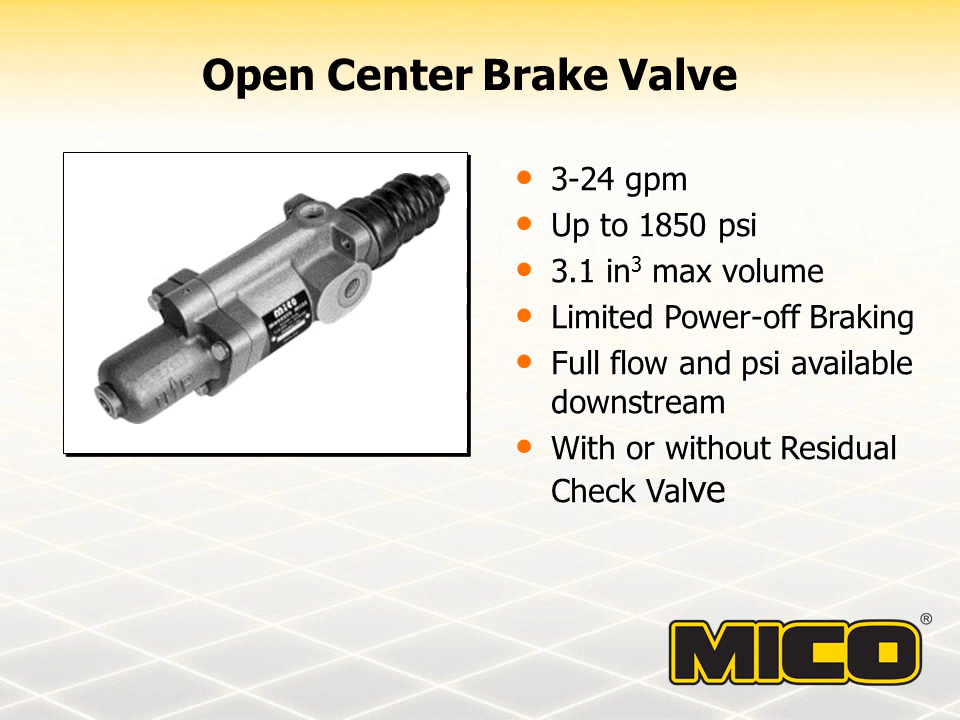 Open Center Brake Valve
• 3-24 gpm
• Up to 1850 psi
• 3.1 in³ max volume
• Limited Power-off Braking
• Full flow and psi available
downstream
• With or without Residual
Check Valve
mico
MICO®